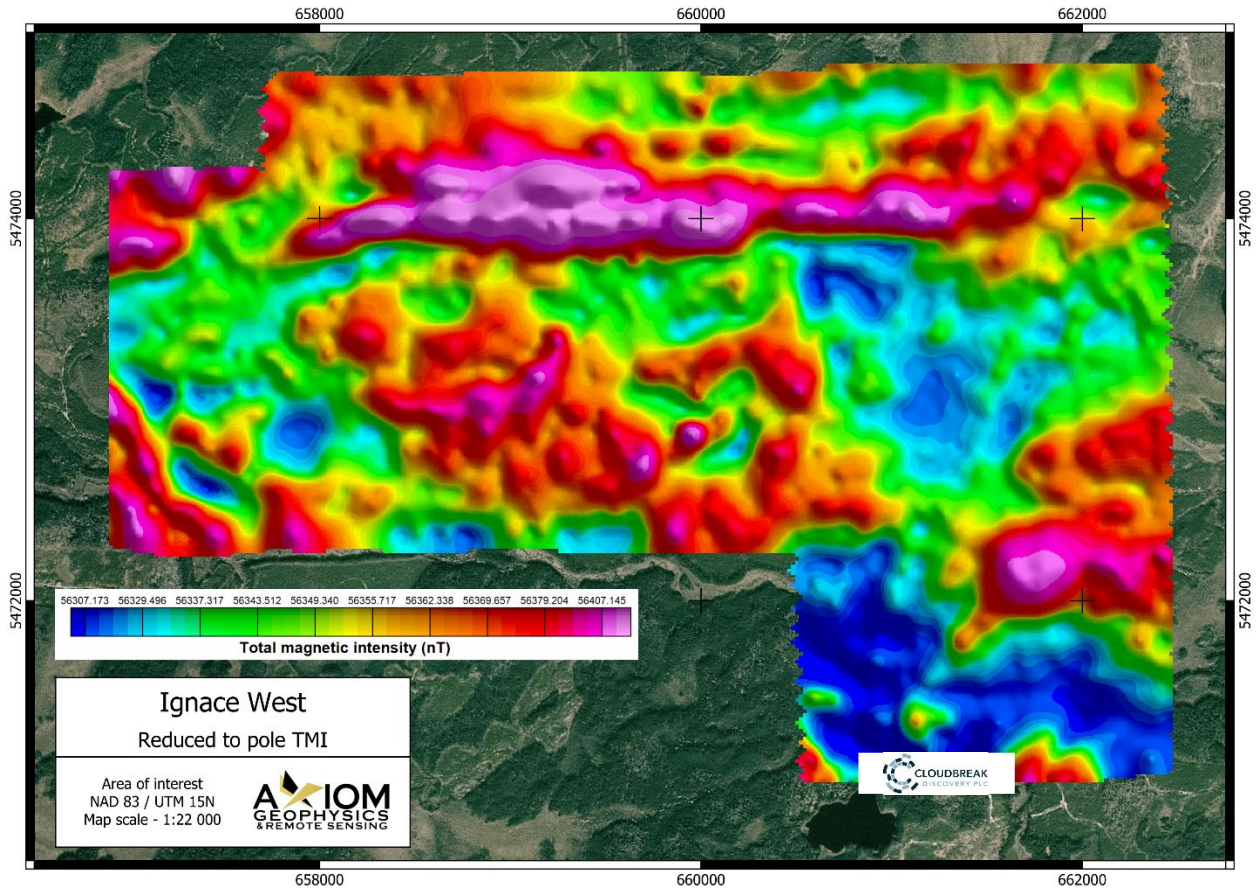 658000
660000
662000
5474000
5474000
5472000
5472000
56307.173 56329.496 56337.317 56343.512 56349.340 56355.717 56362.338 56369.657 56379.204 56407.145
Total magnetic intensity (nT)
Ignace West
Reduced to pole TMI
Area of interest
NAD 83 / UTM 15N
Map scale - 1:22 000
AXIOM
GEOPHYSICS
& REMOTE SENSING
CLOUDBREAK
DISCOVERY PLC
658000
660000
662000